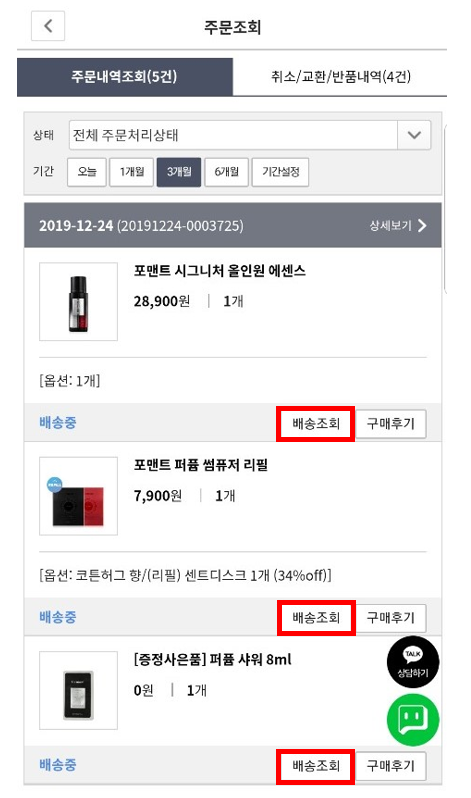 주문조회
주문내역조회(5건) 취소/교환/반품내역(4건)
상태 전체 주문처리상태
기간 오늘 1개월 3개월 6개월 기간설정
2019-12-24 (20191224-0003725) 상세보기
포맨트 시그니처 올인원 에센스
28,900원 | 1개
[옵션: 1개]
배송중 배송조회 구매후기
포맨트 퍼퓸 썸퓨저 리필
7,900원 | 1개
[옵션: 코튼허그 향/(리필) 센트디스크 1개 (34%off)]
배송중 배송조회 구매후기
[증정사은품] 퍼퓸 샤워 8ml
0원 | 1개
TALK
상담하기
배송중 배송조회 구매후기